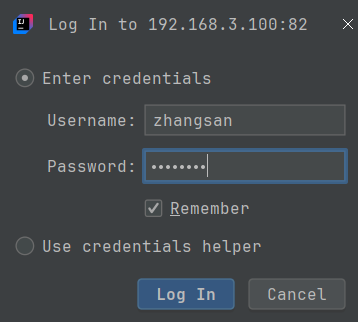 Log In to 192.168.3.100:82
Enter credentials
Username: zhangsan
Password: ••••••••
Remember
Use credentials helper
Log In Cancel